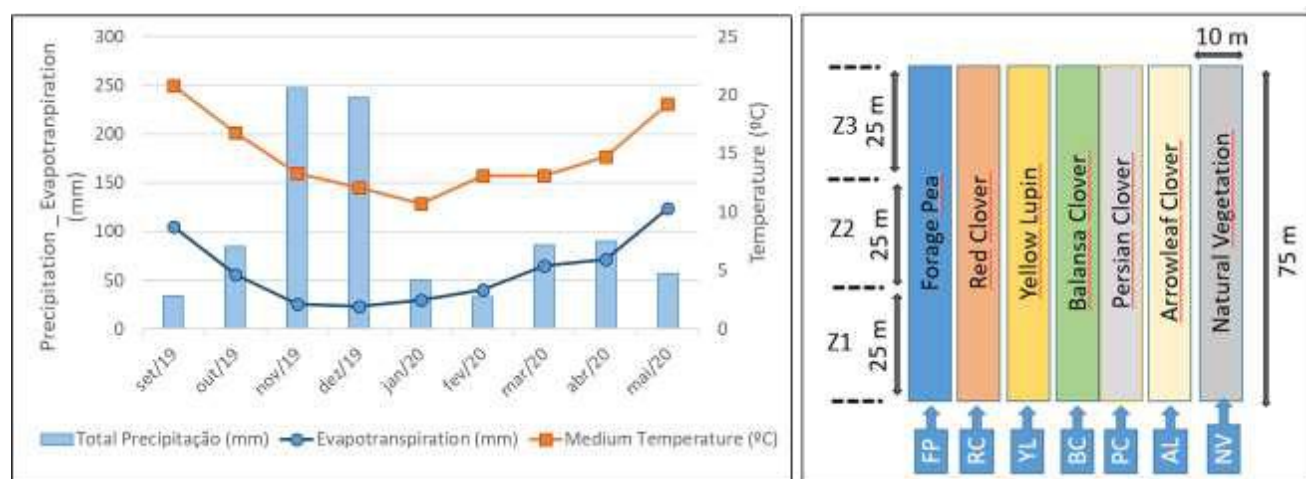 300
250
200
150
100
50
0
Precipitation_ Evapotranpiration
(mm)
25
20
15
10
5
0
Temperature (ºC)
set/19
out/19
nov/19
dez/19
jan/20
fev/20
mar/20
abr/20
mai/20
Total Precipitação (mm)
Evapotranspiration (mm)
Medium Temperature (ºC)
10 m
Z3
25 m
Z2
25 m
Z1
25 m
Forage Pea
Red Clover
Yellow Lupin
Balansa Clover
Persian Clover
Arrowleaf Clover
Natural Vegetation
75 m
FP
RC
YL
BC
PC
AL
NV